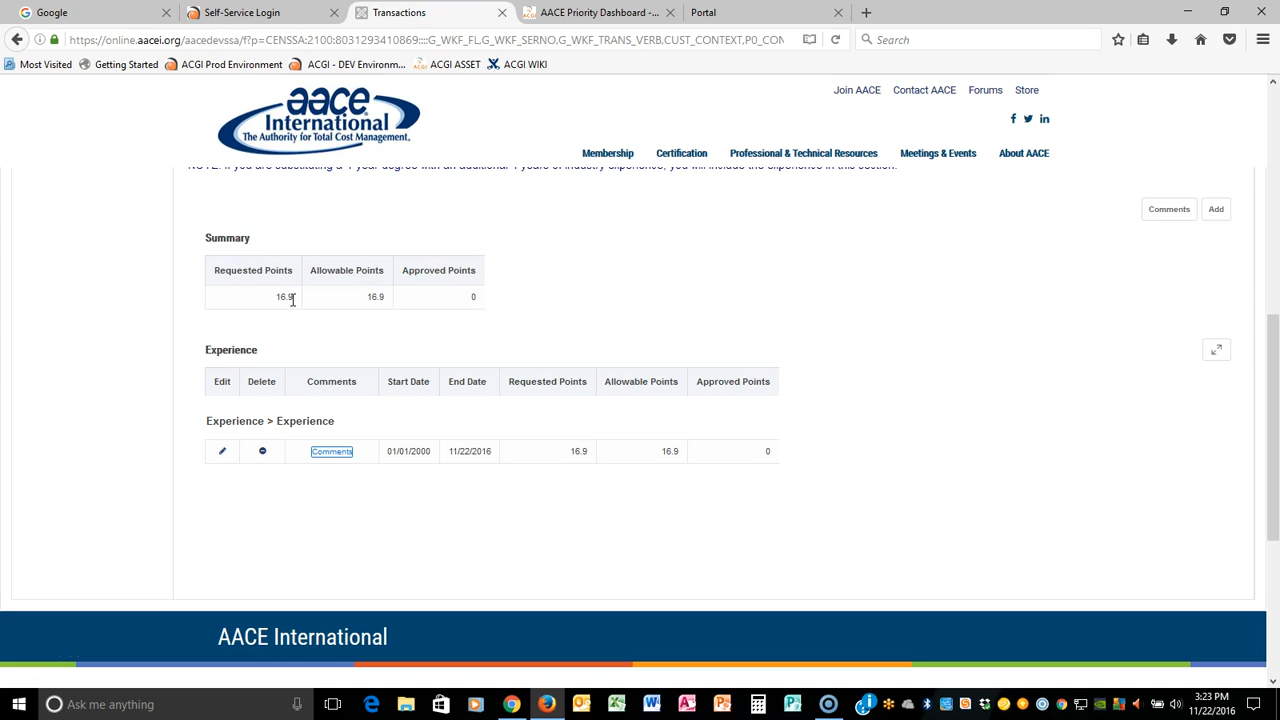 Google
Self-Service Login
Transactions
AACE Priority Dashboard - ...
Portal
https://online.aacei.org/aacedevssa/f?p=CENSSA:2100:8031293410869::::G_WKF_FL,G_WKF_SERNO,G_WKF_TRANS_VERB,CUST_CONTEXT,P0_CON
Search
Most Visited
Getting Started
ACGI Prod Environment
ACGI - DEV Environm...
ACGI ASSET
ACGI WIKI
aace
International
The Authority for Total Cost Management.
Join AACE
Contact AACE
Forums
Store
Membership
Certification
Professional & Technical Resources
Meetings & Events
About AACE
Comments
Add
Summary
Requested Points Allowable Points Approved Points
16.9 16.9 0
Experience
Edit Delete Comments Start Date End Date Requested Points Allowable Points Approved Points
Experience > Experience
Comments 01/01/2000 11/22/2016 16.9 16.9 0
AACE International
Ask me anything
3:23 PM
11/22/2016